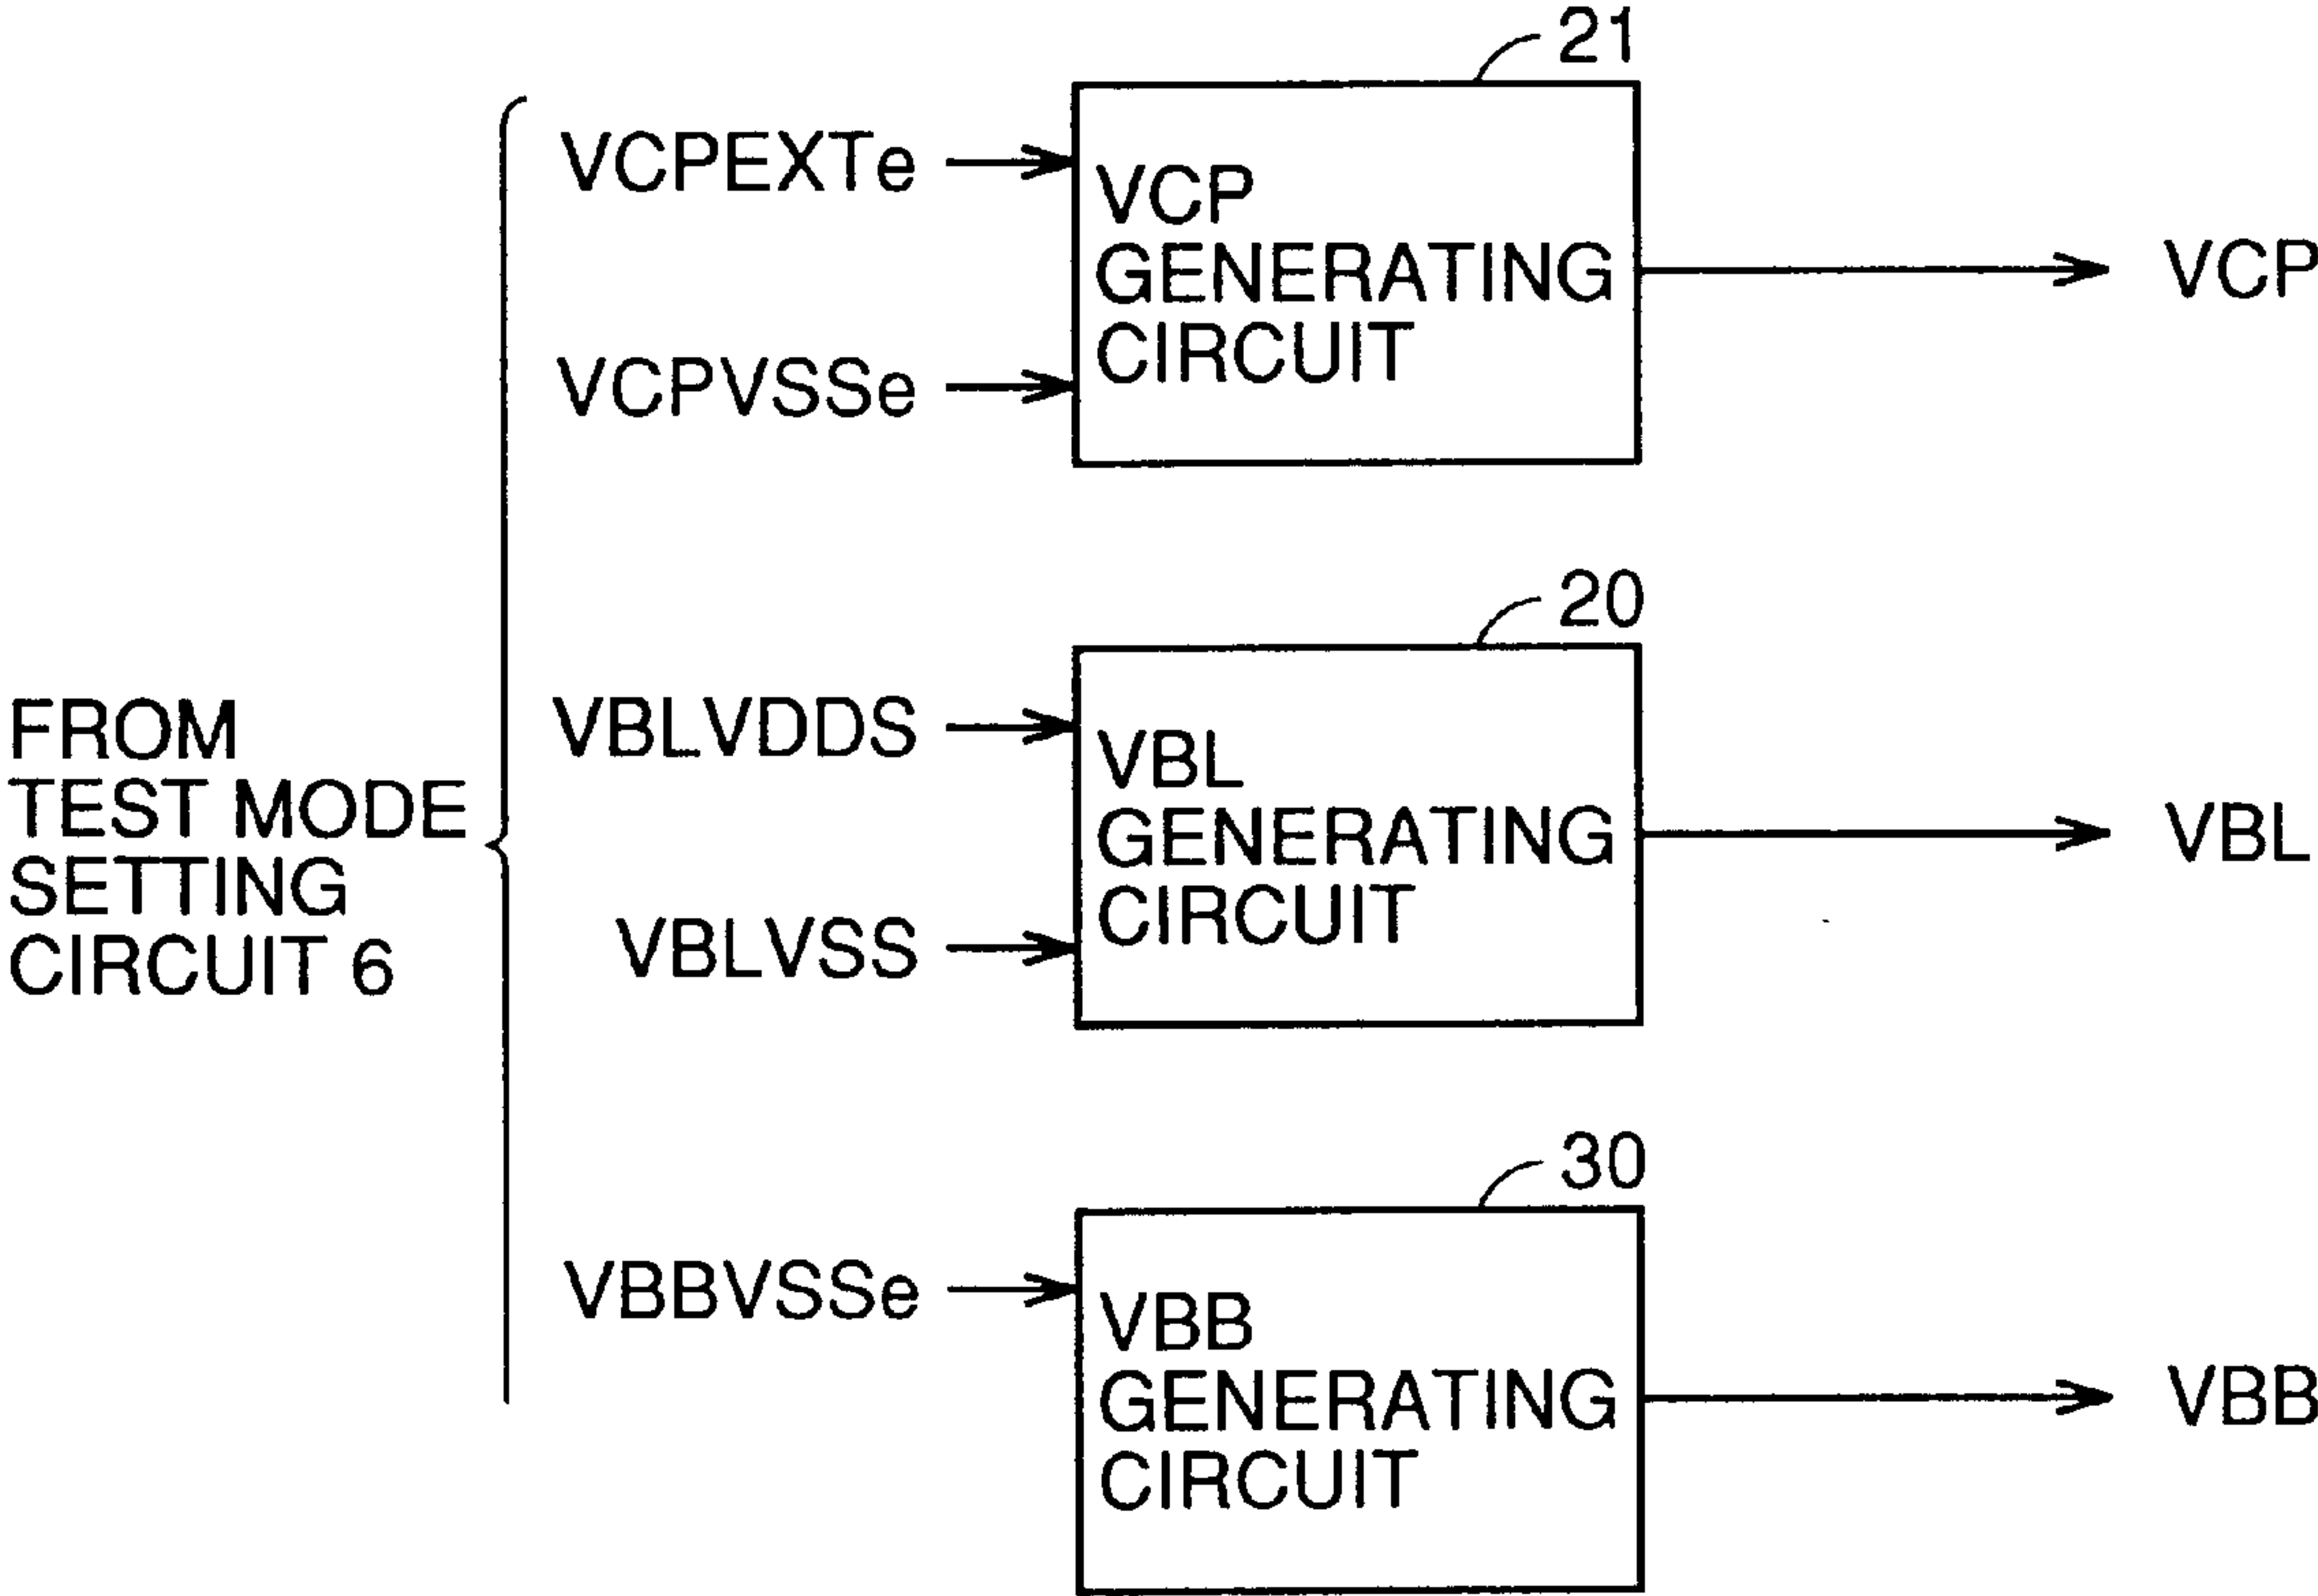 21
VCPEXTe
VCP
GENERATING
CIRCUIT
VCP
VCPVSSe
FROM
TEST MODE
SETTING
CIRCUIT 6
20
VBLVDDS
VBL
GENERATING
CIRCUIT
VBL
VBLVSS
30
VBBVSSe
VBB
GENERATING
CIRCUIT
VBB